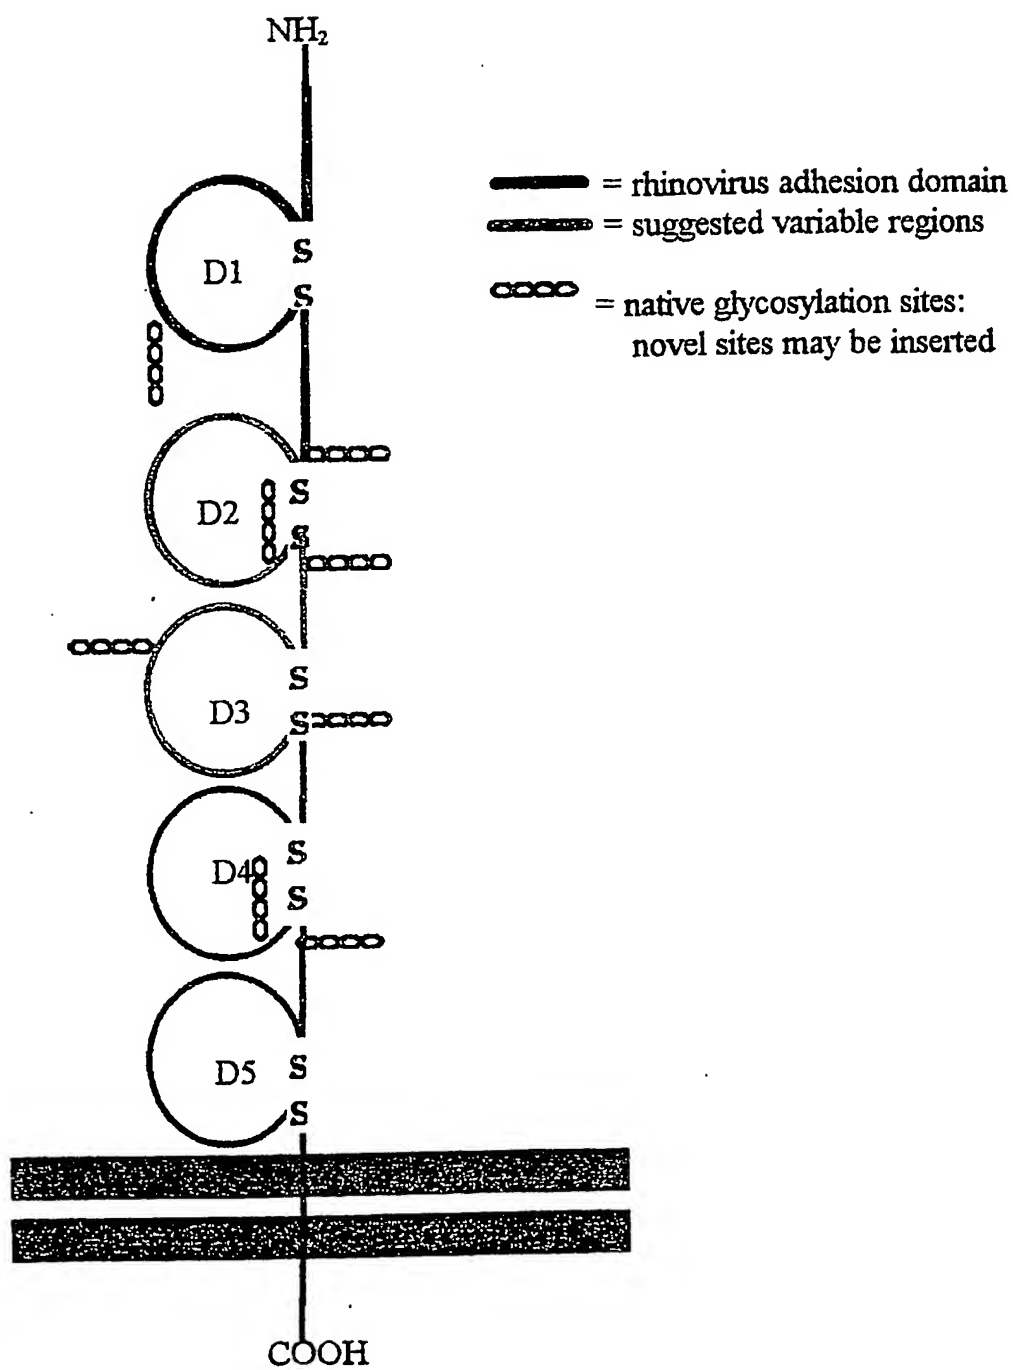 NH₂
= rhinovirus adhesion domain
= suggested variable regions
= native glycosylation sites:
novel sites may be inserted
S
D1
S
S
D2
S
S
D3
S
S
D4
S
S
D5
S
COOH